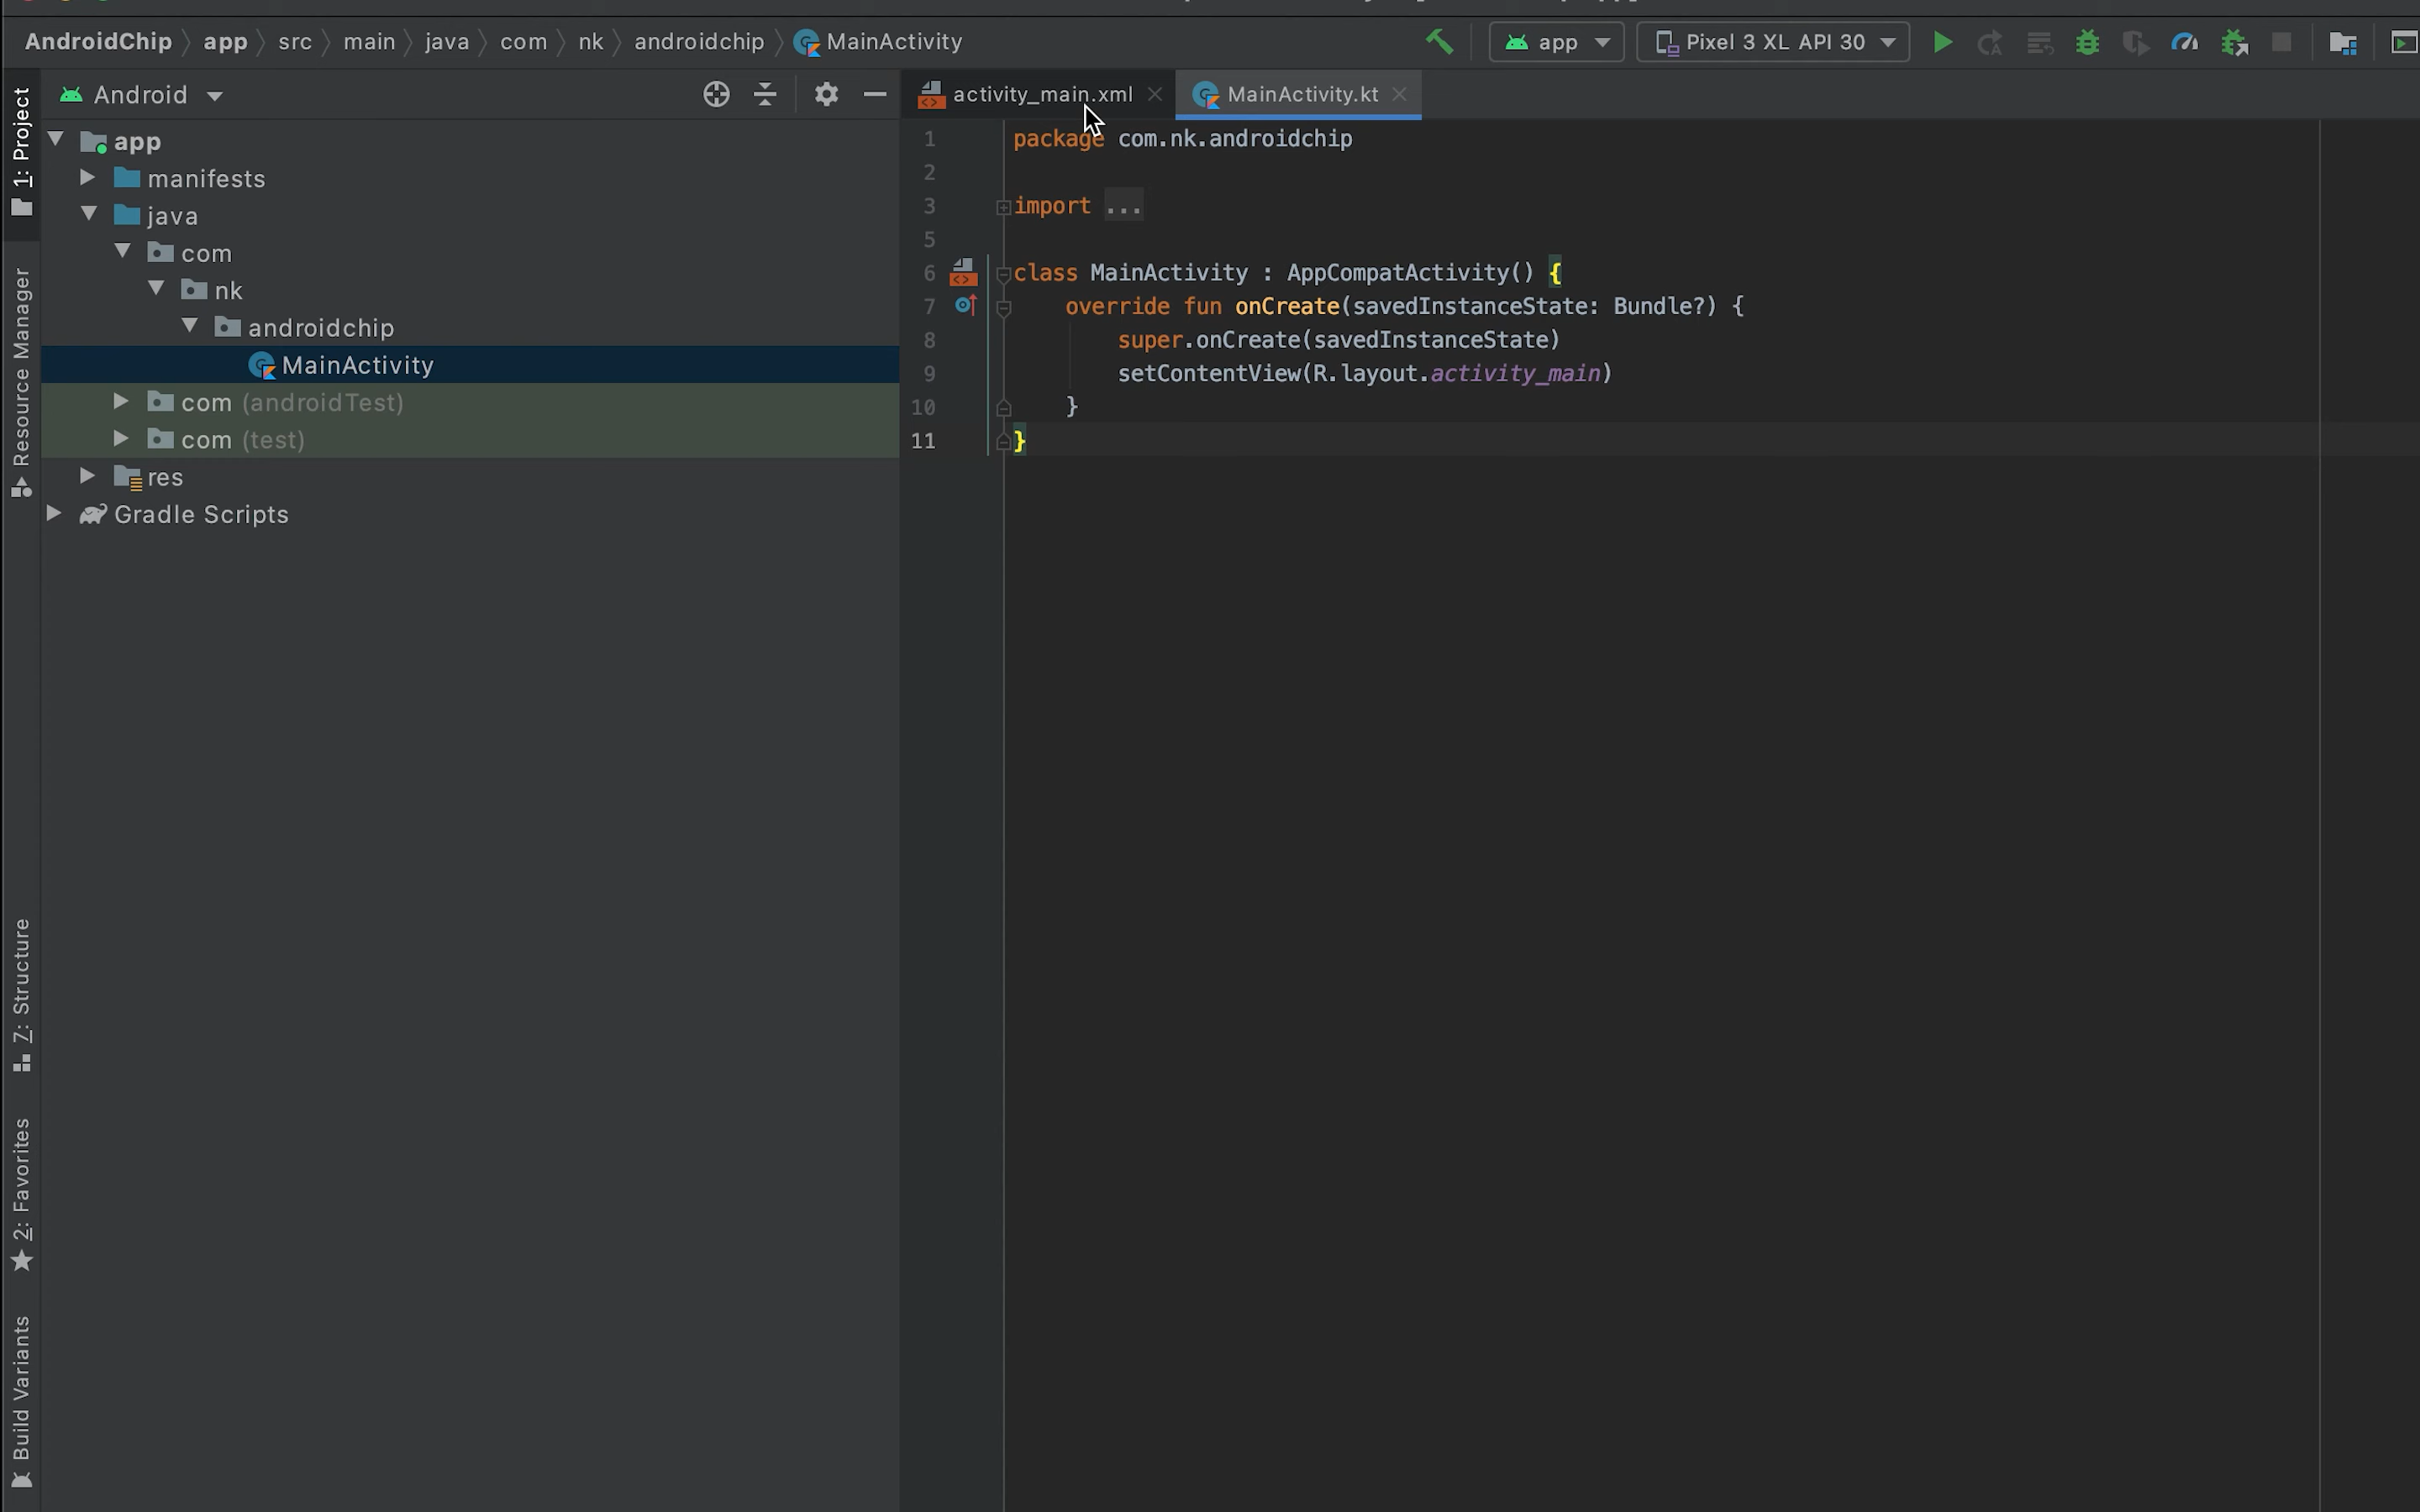 AndroidChip app src main java com nk androidchip MainActivity app Pixel 3 XL API 30
1: Project
Resource Manager
7: Structure
2: Favorites
Build Variants
Android
app
manifests
java
com
nk
androidchip
MainActivity
com (androidTest)
com (test)
res
Gradle Scripts
activity_main.xml MainActivity.kt
1 package com.nk.androidchip
2
3 import ...
5
6 class MainActivity : AppCompatActivity() {
7 override fun onCreate(savedInstanceState: Bundle?) {
8 super.onCreate(savedInstanceState)
9 setContentView(R.layout.activity_main)
10 }
11 }